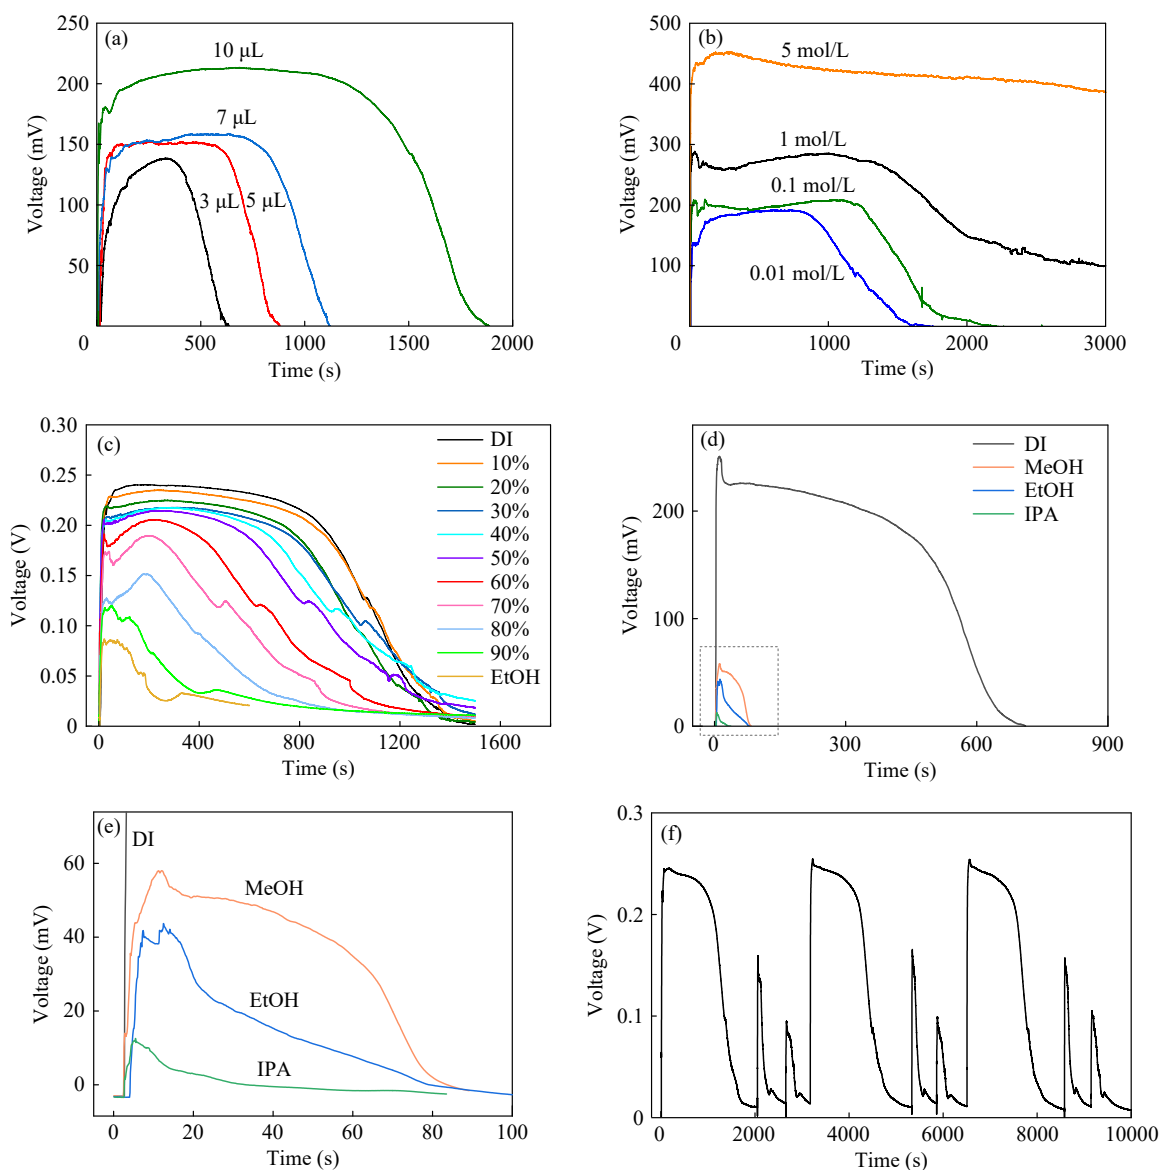 (a)
10 μL
7 μL
3 μL
5 μL
250
200
150
100
50
0
500
1000
1500
2000
Voltage (mV)
Time (s)
(b)
5 mol/L
1 mol/L
0.1 mol/L
0.01 mol/L
500
400
300
200
100
0
1000
2000
3000
Voltage (mV)
Time (s)
(c)
DI
10%
20%
30%
40%
50%
60%
70%
80%
90%
EtOH
0.30
0.25
0.20
0.15
0.10
0.05
0
0
400
800
1200
1600
Voltage (V)
Time (s)
(d)
DI
MeOH
EtOH
IPA
200
100
0
0
300
600
900
Voltage (mV)
Time (s)
(e)
DI
MeOH
EtOH
IPA
60
40
20
0
0
20
40
60
80
100
Voltage (mV)
Time (s)
(f)
0.3
0.2
0.1
0
0
2000
4000
6000
8000
10000
Voltage (V)
Time (s)